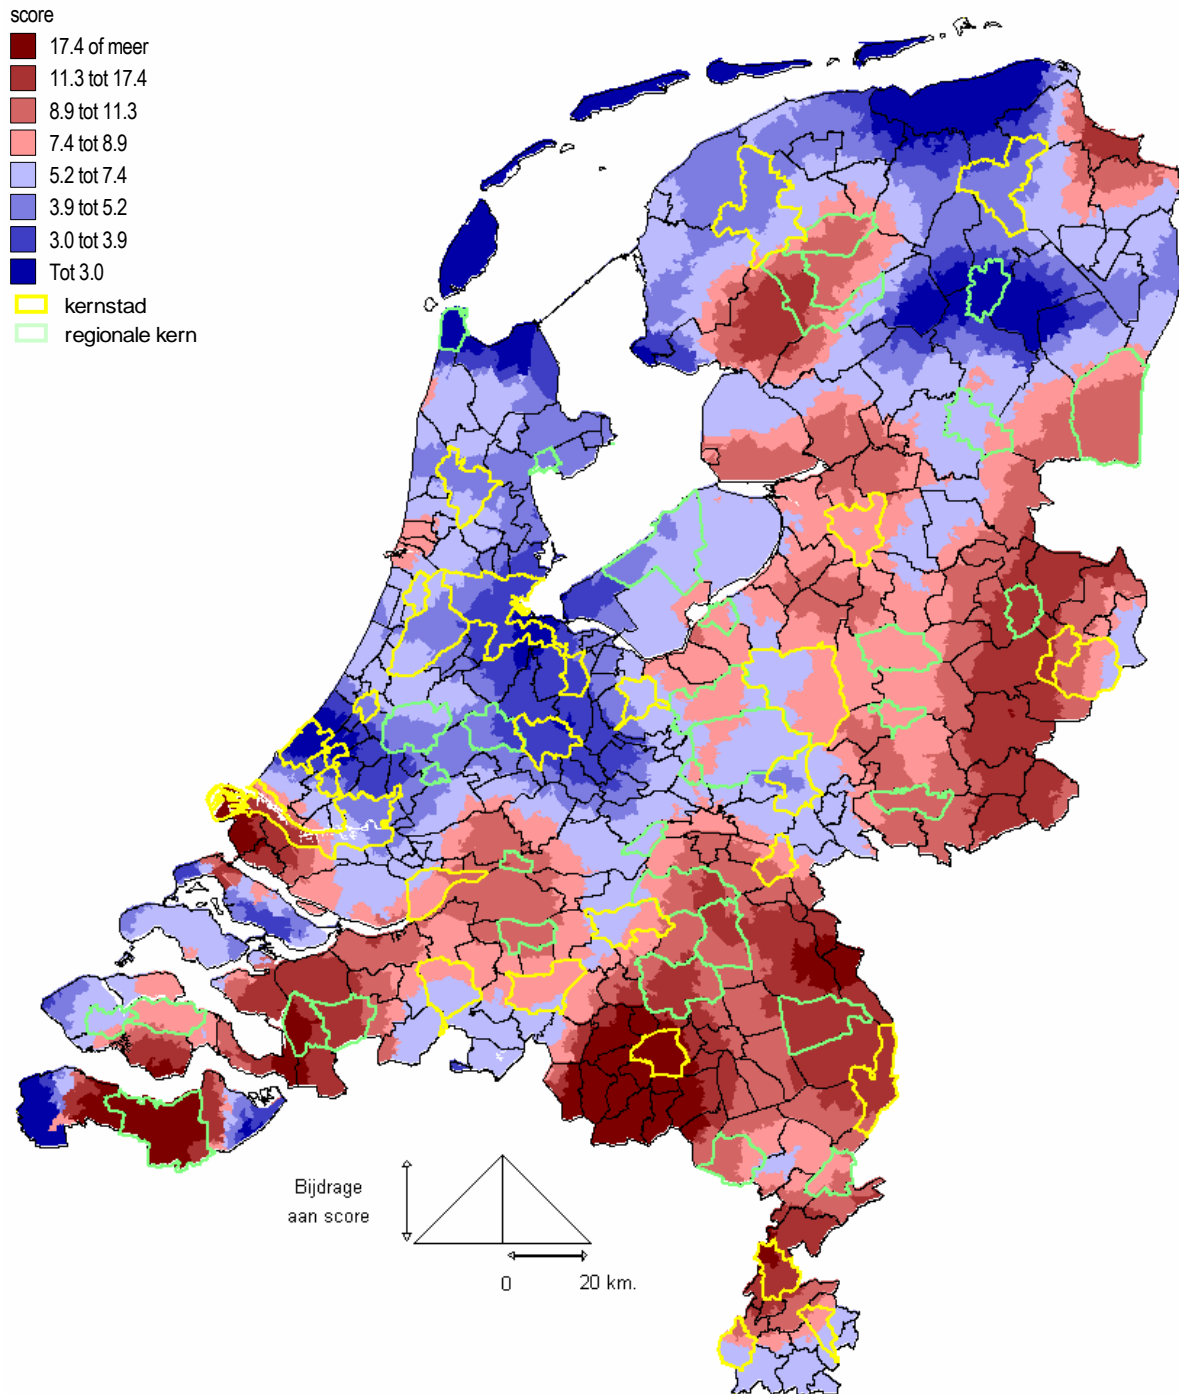 score
17.4 of meer
11.3 tot 17.4
8.9 tot 11.3
7.4 tot 8.9
5.2 tot 7.4
3.9 tot 5.2
3.0 tot 3.9
Tot 3.0
kernstad
regionale kern
Bijdrage
aan score
0 20 km.